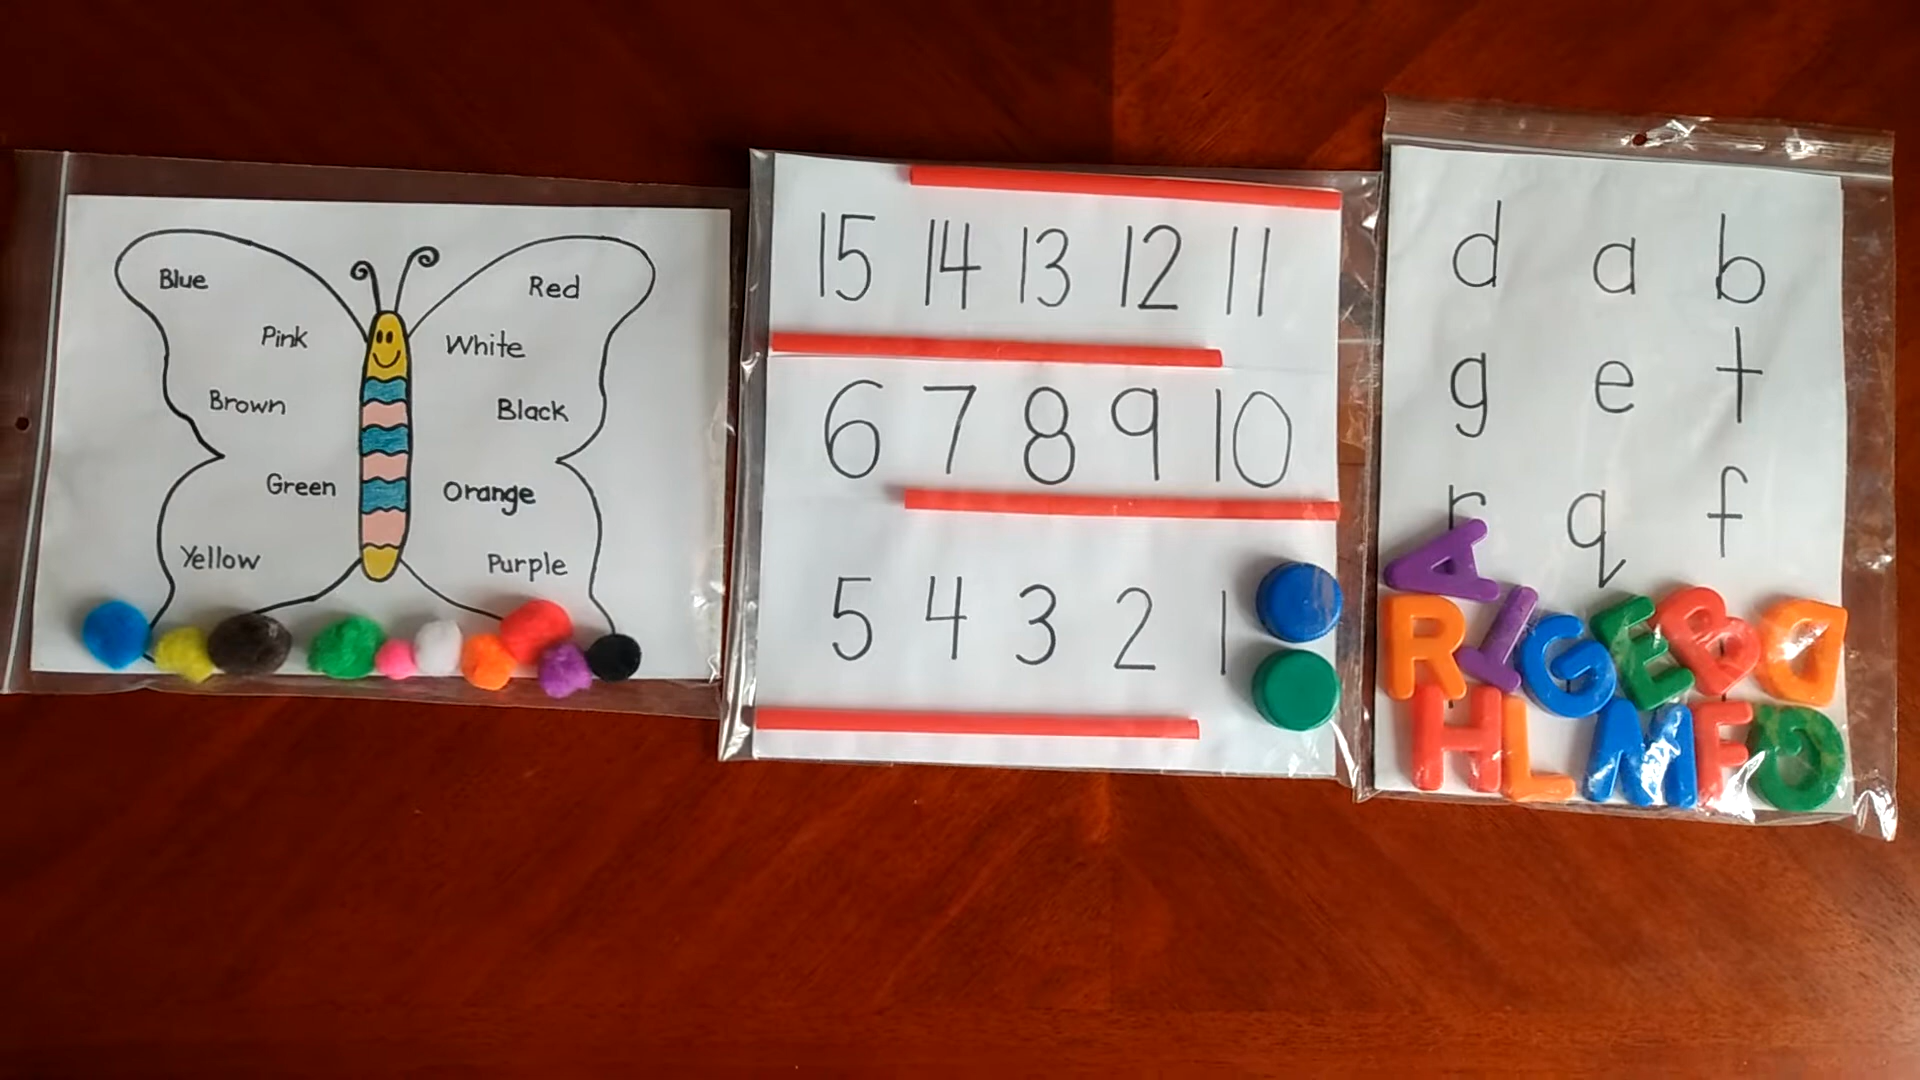 Blue Red
Pink White
Brown Black
Green Orange
Yellow Purple
15 14 13 12 11
6 7 8 9 10
5 4 3 2 1
d a b
g e t
r q f
A
R I G E B D
H L M F Q